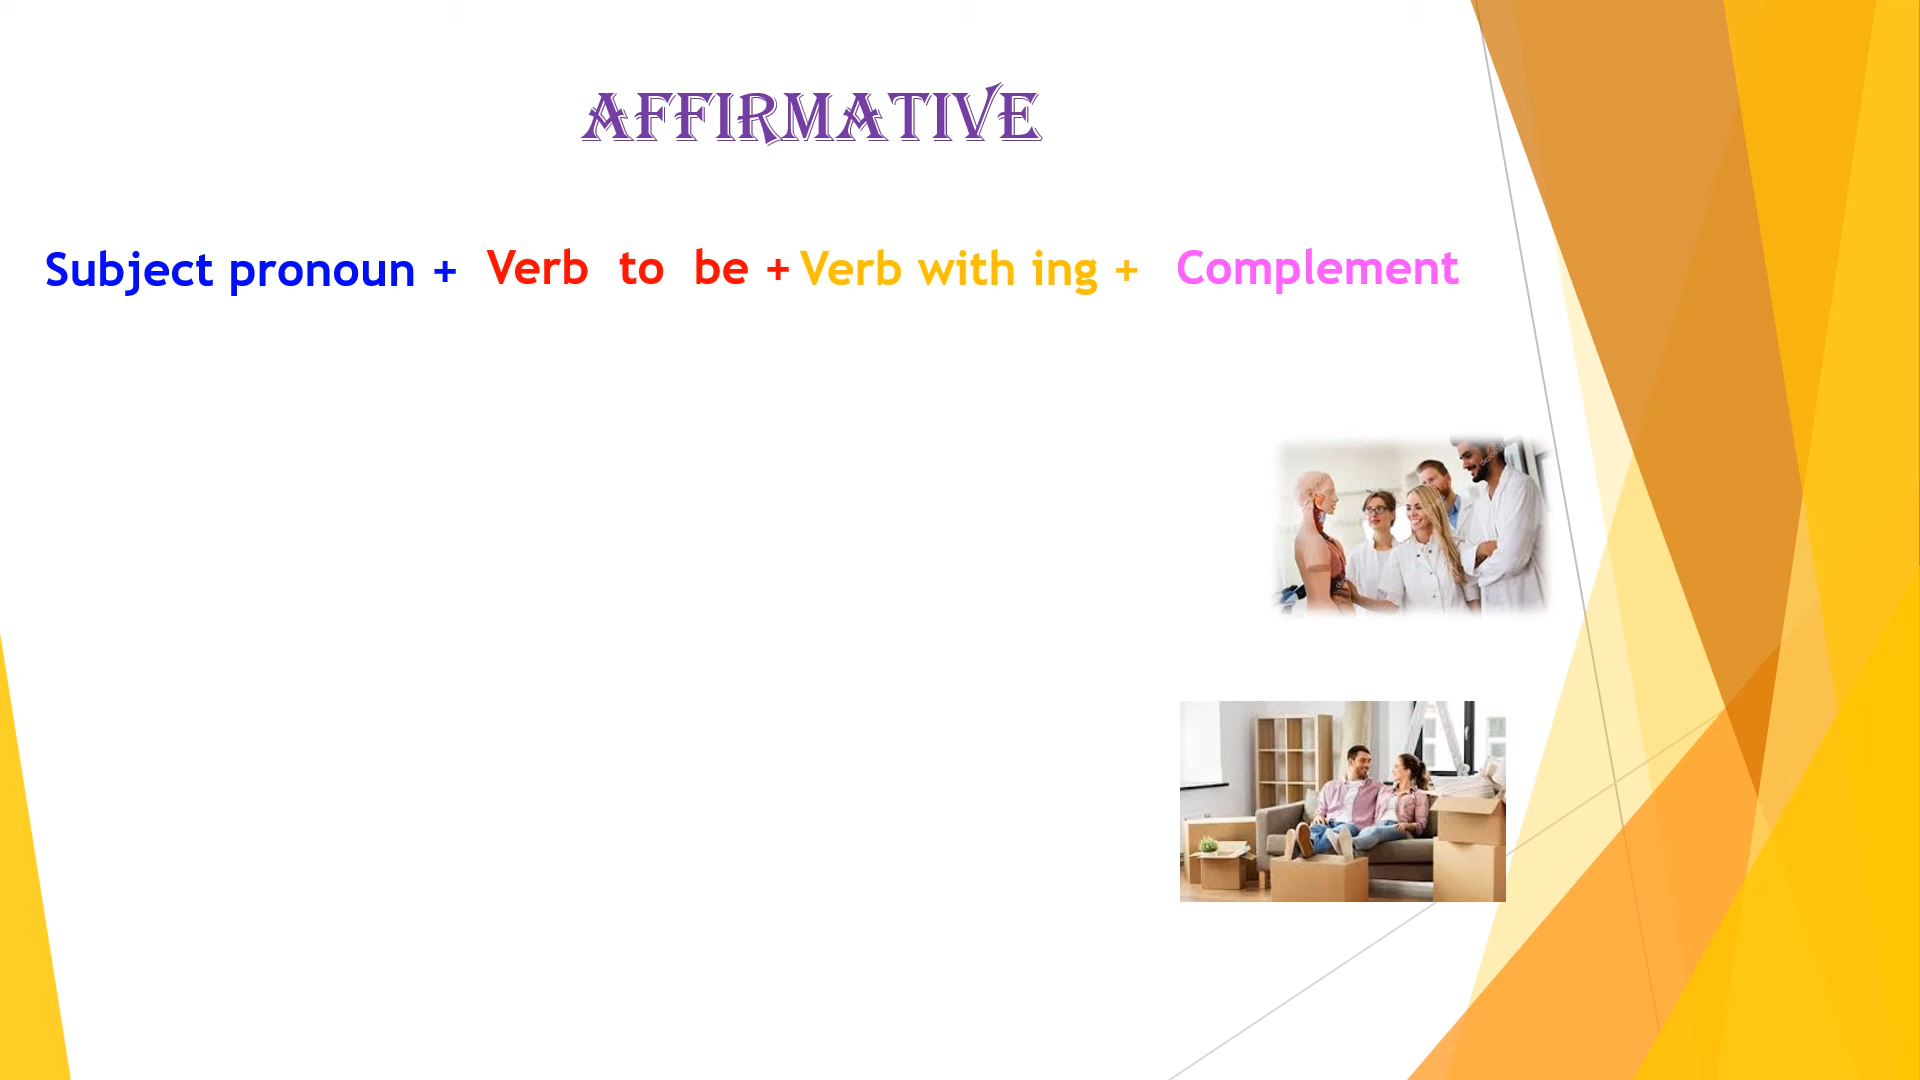 AFFIRMATIVE
Subject pronoun + Verb to be + Verb with ing + Complement